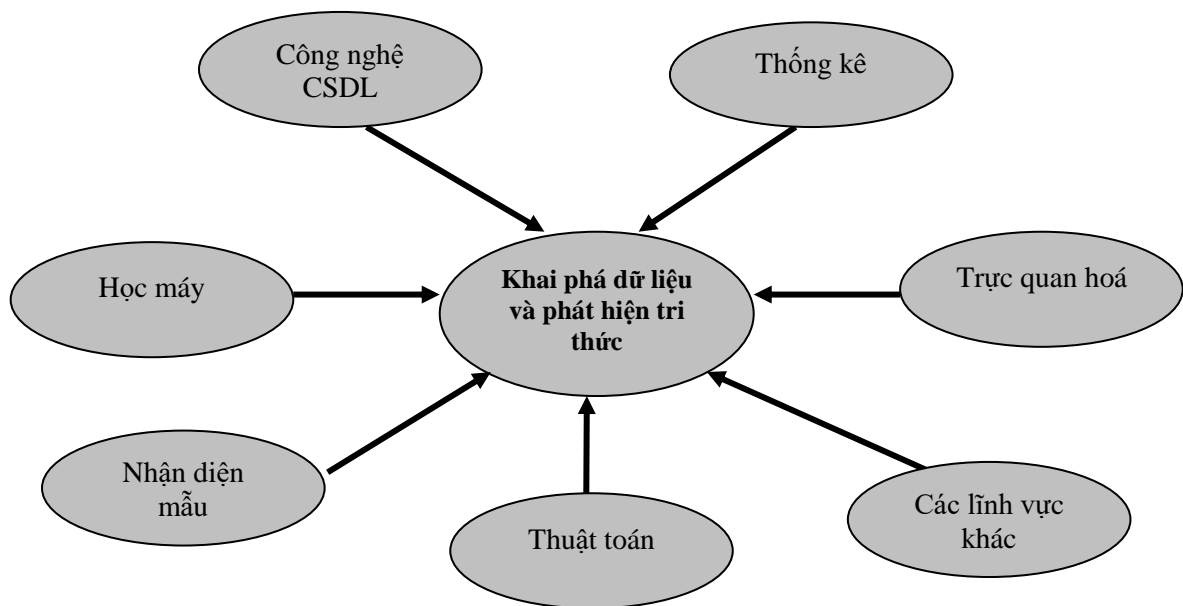 Công nghệ
CSDL
Thống kê
Học máy
Khai phá dữ liệu
và phát hiện tri
thức
Trực quan hoá
Nhận diện
mẫu
Thuật toán
Các lĩnh vực
khác